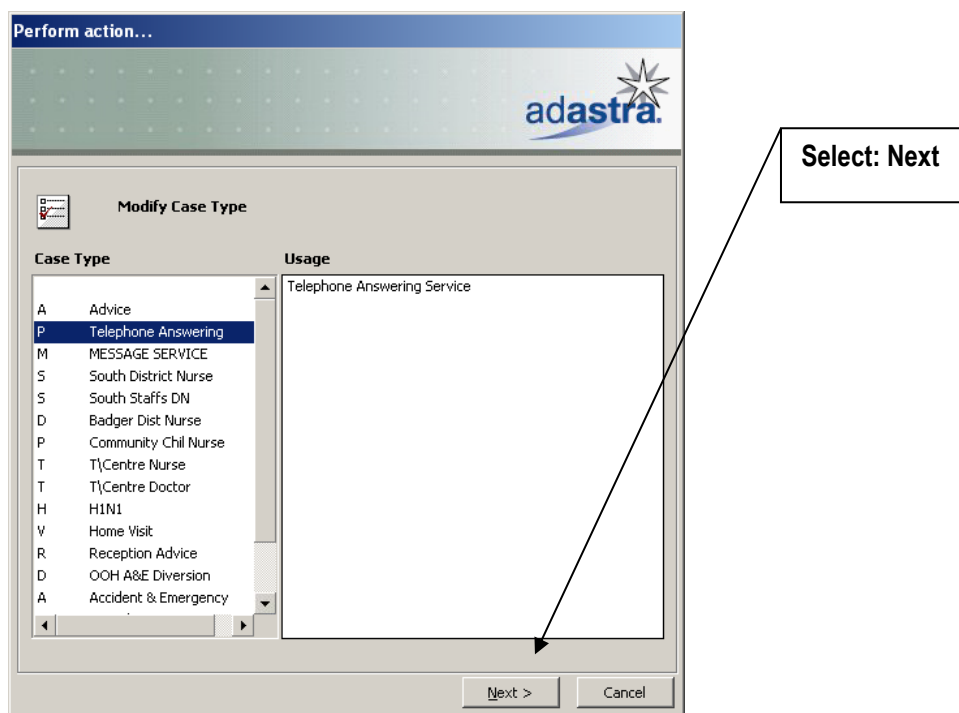 Perform action...
adastra.
Select: Next
Modify Case Type
Case Type
Usage
Telephone Answering Service
A Advice
P Telephone Answering
M MESSAGE SERVICE
S South District Nurse
S South Staffs DN
D Badger Dist Nurse
P Community Chil Nurse
T T\Centre Nurse
T T\Centre Doctor
H H1N1
V Home Visit
R Reception Advice
D OOH A&E Diversion
A Accident & Emergency
Next >
Cancel